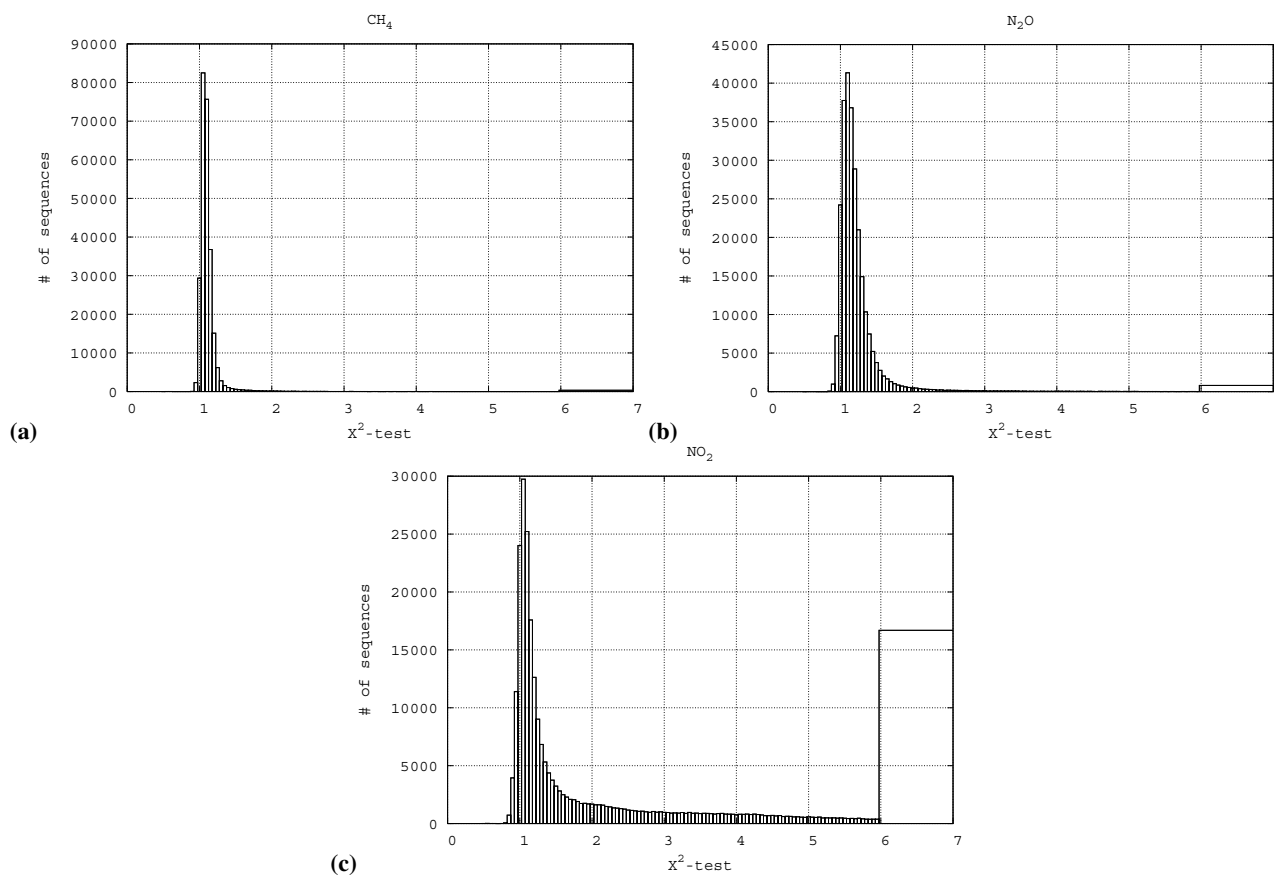 CH4
90000
80000
70000
60000
50000
40000
30000
20000
10000
0
# of sequences
0 1 2 3 4 5 6 7
X2-test
(a)
N2O
45000
40000
35000
30000
25000
20000
15000
10000
5000
0
# of sequences
0 1 2 3 4 5 6
X2-test
(b)
NO2
30000
25000
20000
15000
10000
5000
0
# of sequences
0 1 2 3 4 5 6 7
X2-test
(c)